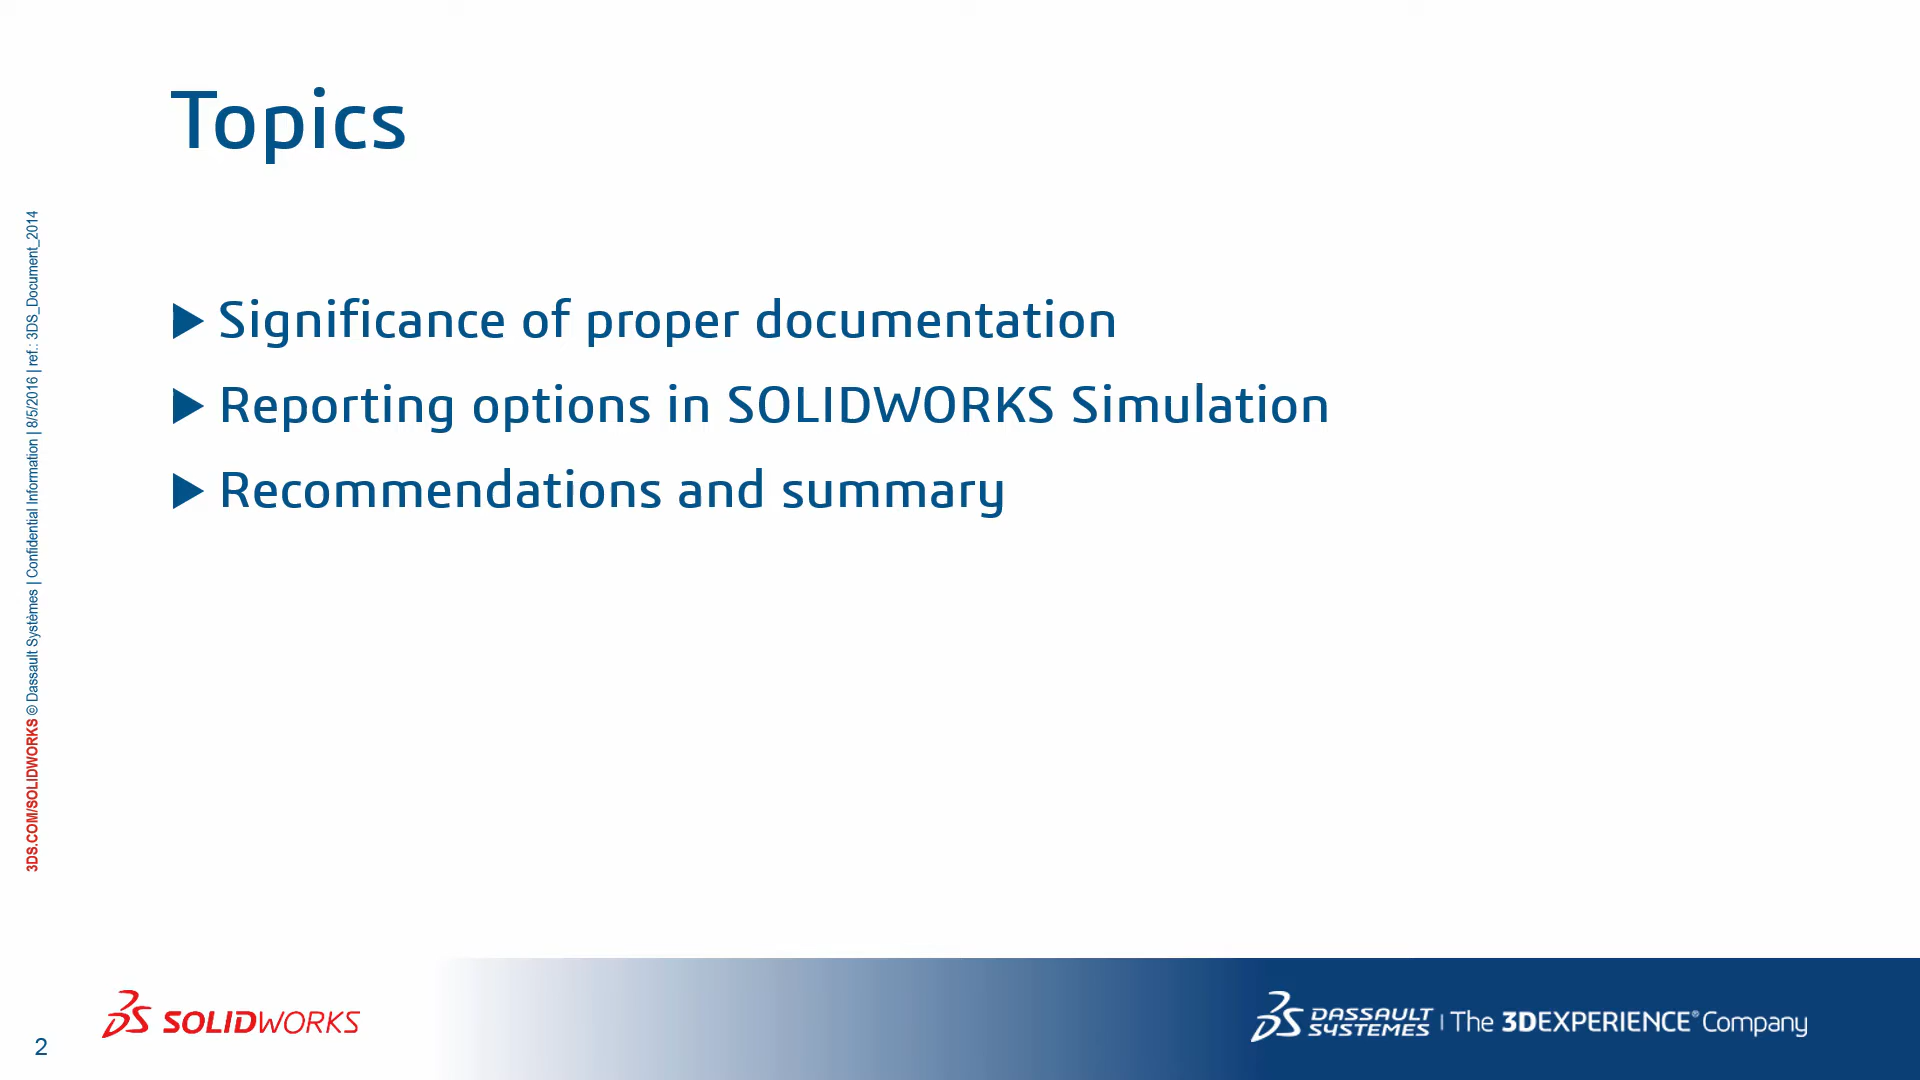 Topics
▶ Significance of proper documentation
▶ Reporting options in SOLIDWORKS Simulation
▶ Recommendations and summary
3DS.COM/SOLIDWORKS © Dassault Systèmes | Confidential Information | 8/5/2016 | ref.: 3DS_Document_2014
2
SOLIDWORKS
DASSAULT SYSTEMES | The 3DEXPERIENCE® Company